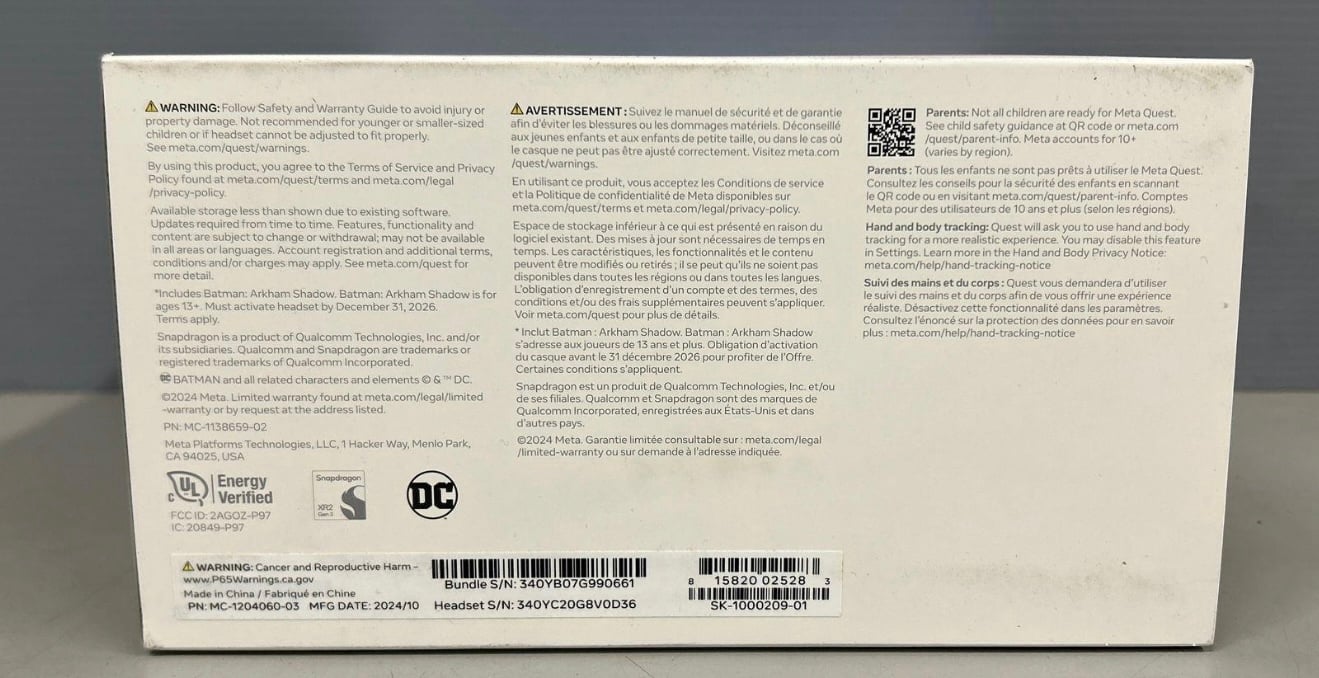 ⚠ WARNING: Follow Safety and Warranty Guide to avoid injury or
property damage. Not recommended for younger or smaller-sized
children or if headset cannot be adjusted to fit properly.
See meta.com/quest/warnings.
By using this product, you agree to the Terms of Service and Privacy
Policy found at meta.com/quest/terms and meta.com/legal
/privacy-policy.
Available storage less than shown due to existing software.
Updates required from time to time. Features, functionality and
content are subject to change or withdrawal; may not be available
in all areas or languages. Account registration and additional terms,
conditions and/or charges may apply. See meta.com/quest for
more detail.
*Includes Batman: Arkham Shadow. Batman: Arkham Shadow is for
ages 13+. Must activate headset by December 31, 2026.
Terms apply.
Snapdragon is a product of Qualcomm Technologies, Inc. and/or
its subsidiaries. Qualcomm and Snapdragon are trademarks or
registered trademarks of Qualcomm Incorporated.
DC BATMAN and all related characters and elements © & ™ DC.
©2024 Meta. Limited warranty found at meta.com/legal/limited
-warranty or by request at the address listed.
PN: MC-1138659-02
Meta Platforms Technologies, LLC, 1 Hacker Way, Menlo Park,
CA 94025, USA
c UL Energy
Verified
FCC ID: 2AGOZ-P97
IC: 20849-P97
Snapdragon
XR2
Gen 2
DC
⚠ AVERTISSEMENT : Suivez le manuel de sécurité et de garantie
afin d'éviter les blessures ou les dommages matériels. Déconseillé
aux jeunes enfants et aux enfants de petite taille, ou dans le cas où
le casque ne peut pas être ajusté correctement. Visitez meta.com
/quest/warnings.
En utilisant ce produit, vous acceptez les Conditions de service
et la Politique de confidentialité de Meta disponibles sur
meta.com/quest/terms et meta.com/legal/privacy-policy.
Espace de stockage inférieur à ce qui est présenté en raison du
logiciel existant. Des mises à jour sont nécessaires de temps en
temps. Les caractéristiques, les fonctionnalités et le contenu
peuvent être modifiés ou retirés ; il se peut qu'ils ne soient pas
disponibles dans toutes les régions ou dans toutes les langues.
L'obligation d'enregistrement d'un compte et des termes, des
conditions et/ou des frais supplémentaires peuvent s'appliquer.
Voir meta.com/quest pour plus de détails.
* Inclut Batman : Arkham Shadow. Batman : Arkham Shadow
s'adresse aux joueurs de 13 ans et plus. Obligation d'activation
du casque avant le 31 décembre 2026 pour profiter de l'Offre.
Certaines conditions s'appliquent.
Snapdragon est un produit de Qualcomm Technologies, Inc. et/ou
de ses filiales. Qualcomm et Snapdragon sont des marques de
Qualcomm Incorporated, enregistrées aux États-Unis et dans
d'autres pays.
©2024 Meta. Garantie limitée consultable sur : meta.com/legal
/limited-warranty ou sur demande à l'adresse indiquée.
Parents: Not all children are ready for Meta Quest.
See child safety guidance at QR code or meta.com
/quest/parent-info. Meta accounts for 10+
(varies by region).
Parents : Tous les enfants ne sont pas prêts à utiliser le Meta Quest.
Consultez les conseils pour la sécurité des enfants en scannant
le QR code ou en visitant meta.com/quest/parent-info. Comptes
Meta pour des utilisateurs de 10 ans et plus (selon les régions).
Hand and body tracking: Quest will ask you to use hand and body
tracking for a more realistic experience. You may disable this feature
in Settings. Learn more in the Hand and Body Privacy Notice:
meta.com/help/hand-tracking-notice
Suivi des mains et du corps : Quest vous demandera d'utiliser
le suivi des mains et du corps afin de vous offrir une expérience
réaliste. Désactivez cette fonctionnalité dans les paramètres.
Consultez l'énoncé sur la protection des données pour en savoir
plus : meta.com/help/hand-tracking-notice
⚠ WARNING: Cancer and Reproductive Harm -
www.P65Warnings.ca.gov
Made in China / Fabriqué en Chine
PN: MC-1204060-03 MFG DATE: 2024/10
Bundle S/N: 340YB07G990661
Headset S/N: 340YC20G8V0D36
8 15820 02528 3
SK-1000209-01